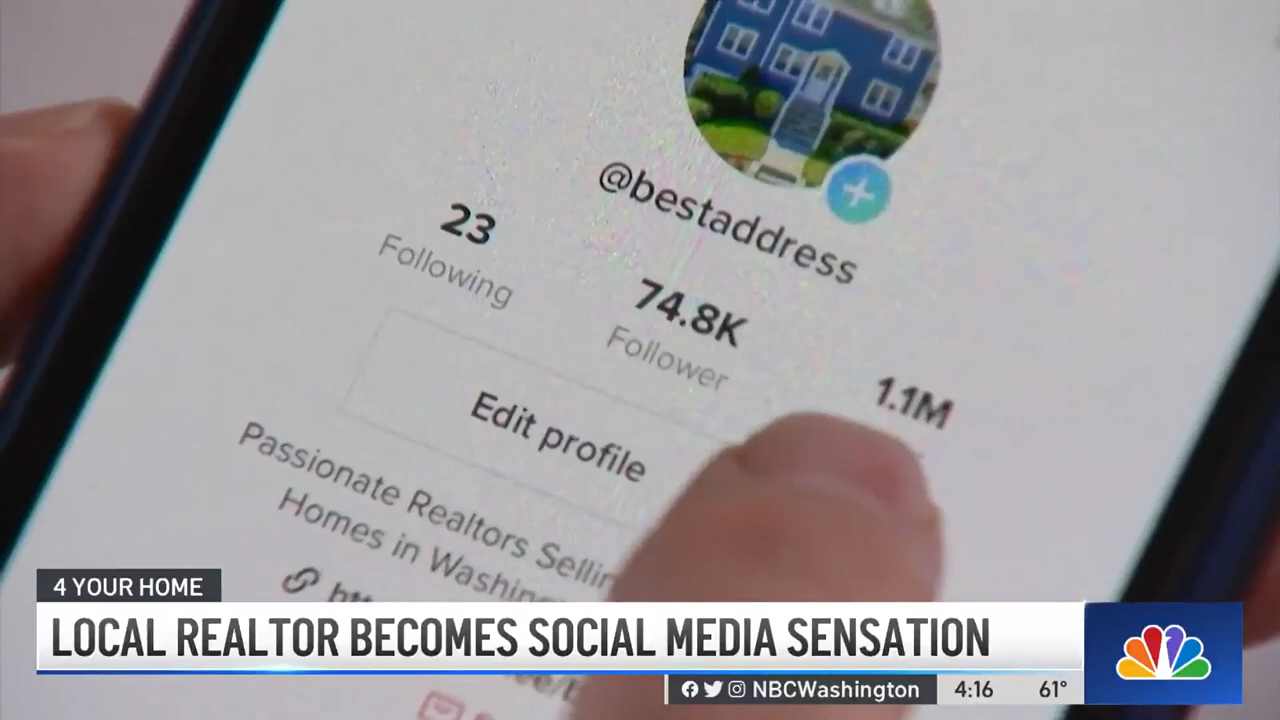 @bestaddress
23
Following
74.8K
Follower
1.1M
Edit profile
Passionate Realtors
Homes in
4 YOUR HOME
LOCAL REALTOR BECOMES SOCIAL MEDIA SENSATION
NBCWashington 4:16 61°